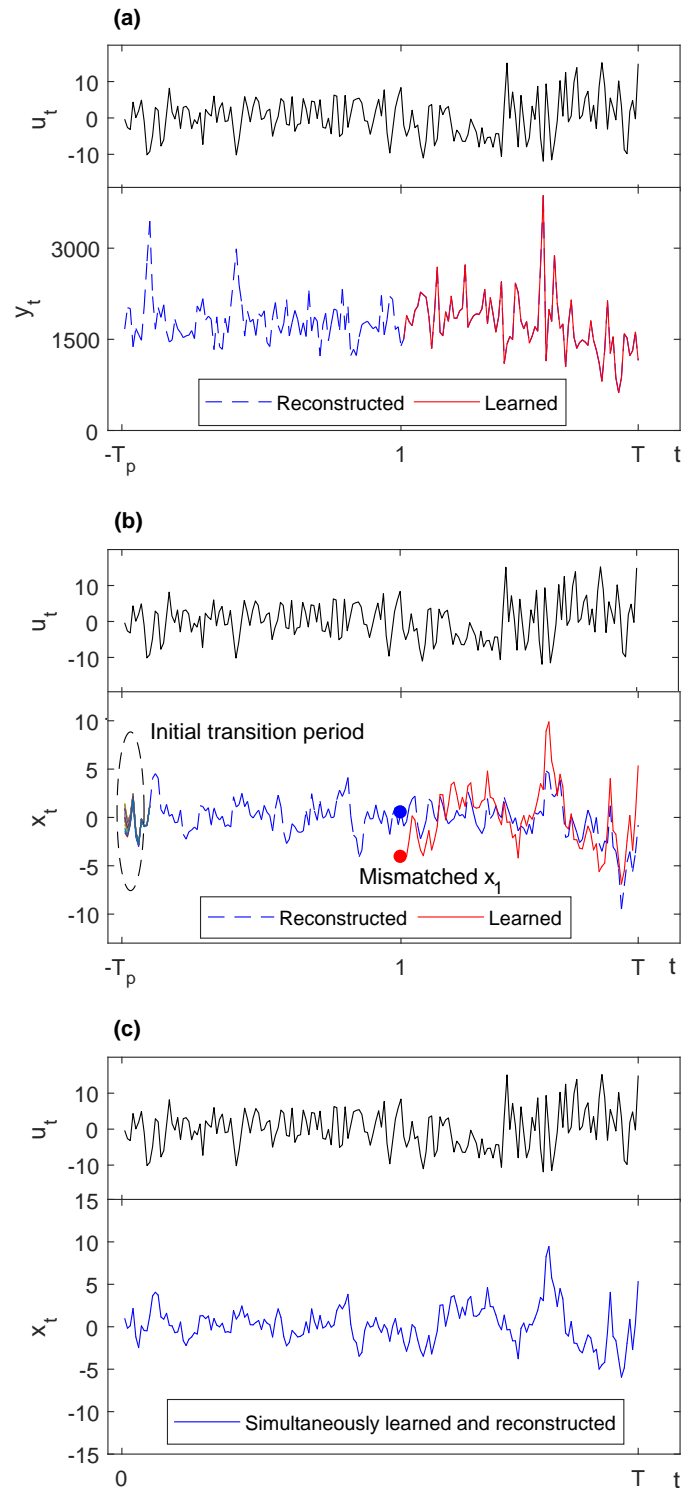 (a)
10
0
-10
u_t
3000
1500
0
y_t
Reconstructed Learned
-T_p 1 T t
(b)
10
0
-10
u_t
10
5
0
-5
-10
x_t
Initial transition period
Mismatched x_1
Reconstructed Learned
-T_p 1 T t
(c)
10
0
-10
u_t
15
10
5
0
-5
-10
-15
x_t
Simultaneously learned and reconstructed
0 T t